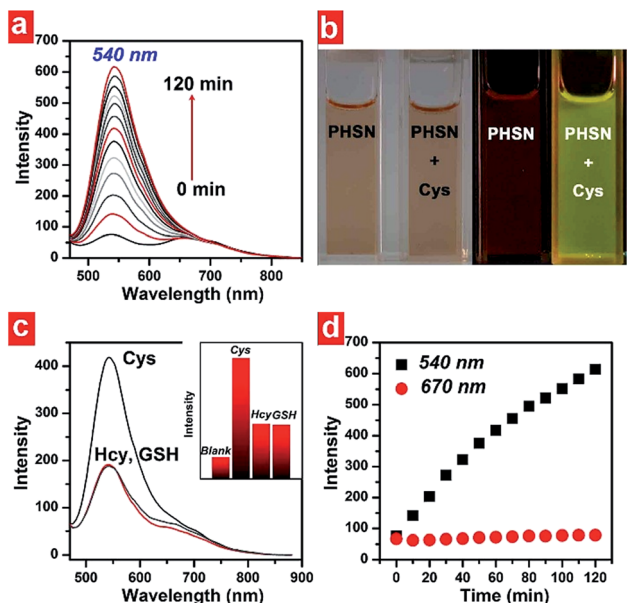 a
700
600
500
400
300
200
100
0
540 nm
120 min
0 min
Intensity
500 600 700 800
Wavelength (nm)
b
PHSN
PHSN
+
Cys
PHSN
PHSN
+
Cys
c
400
300
200
100
0
Cys
Hcy, GSH
Intensity
500 600 700 800 900
Wavelength (nm)
Intensity
Cys
Hcy GSH
Blank
d
700
600
500
400
300
200
100
0
540 nm
670 nm
Intensity
0 20 40 60 80 100 120
Time (min)